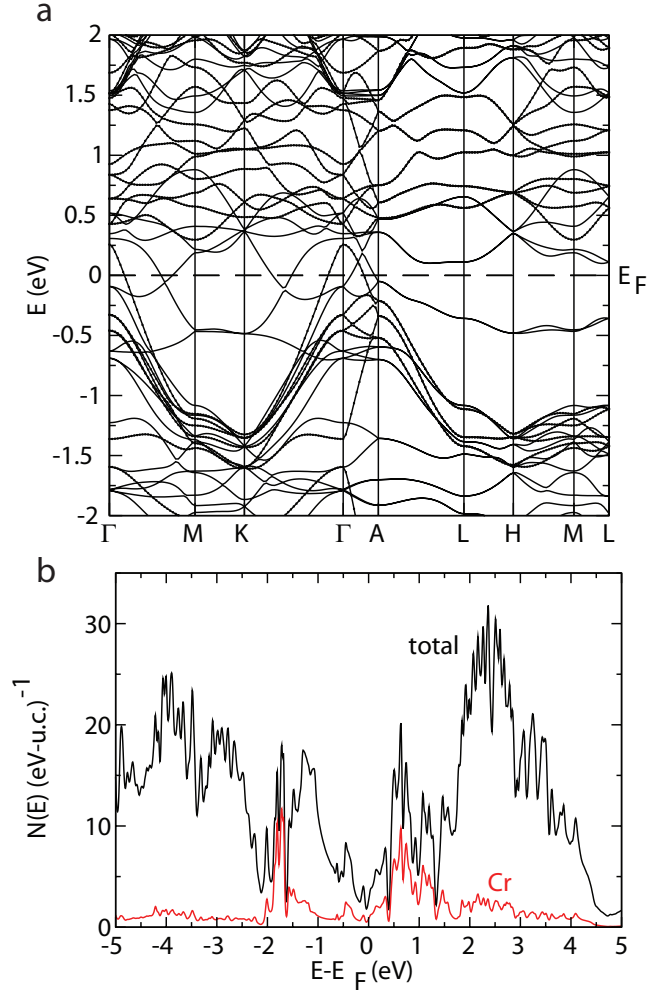 a
2
1.5
1
0.5
0
-0.5
-1
-1.5
-2
E (eV)
E F
Γ M K Γ A L H M L
b
30
20
10
0
N(E) (eV-u.c.)-1
total
Cr
-5 -4 -3 -2 -1 0 1 2 3 4 5
E-E F (eV)